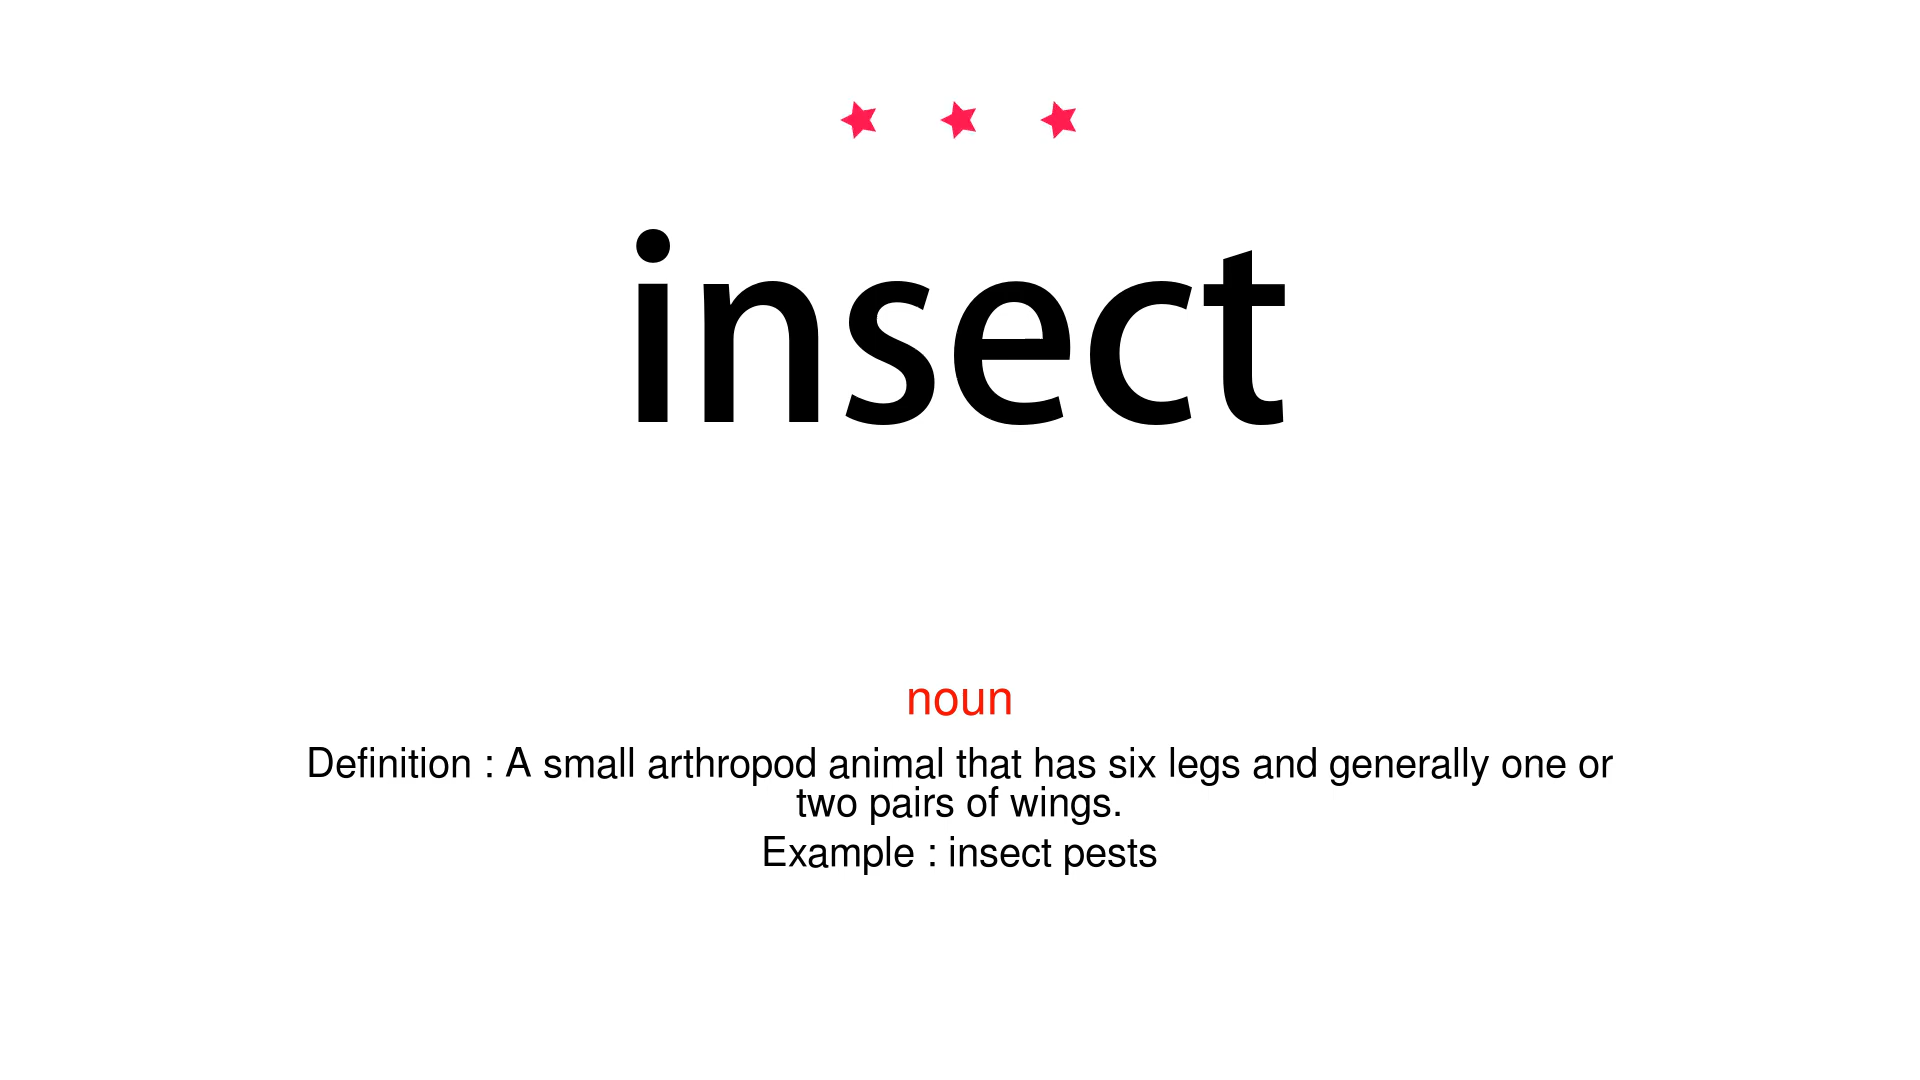 insect
noun
Definition : A small arthropod animal that has six legs and generally one or
two pairs of wings.
Example : insect pests